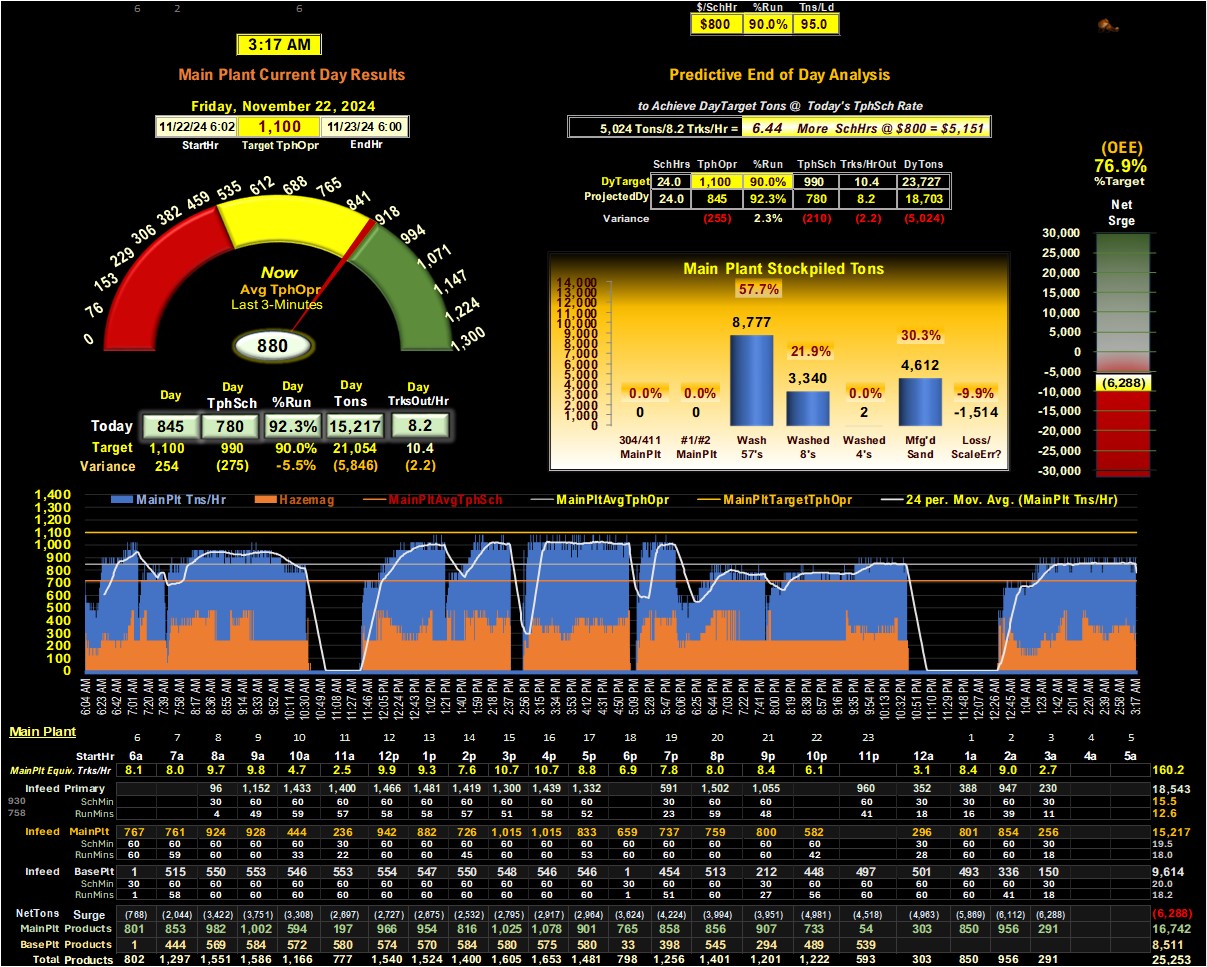 6 2 6
$/SchHr %Run Tns/Ld
$800 90.0% 95.0
3:17 AM
Main Plant Current Day Results
Friday, November 22, 2024
11/22/24 6:02 1,100 11/23/24 6:00
StartHr Target TphOpr EndHr
Predictive End of Day Analysis
to Achieve DayTarget Tons @ Today's TphSch Rate
5,024 Tons/8.2 Trks/Hr = 6.44 More SchHrs @ $800 = $5,151
SchHrs TphOpr %Run TphSch Trks/HrOut DyTons
DyTarget 24.0 1,100 90.0% 990 10.4 23,727
ProjectedDy 24.0 845 92.3% 780 8.2 18,703
Variance (255) 2.3% (210) (2.2) (5,024)
(OEE)
76.9%
%Target
Net
Srge
30,000
25,000
20,000
15,000
10,000
5,000
0
-5,000
(6,288)
-10,000
-15,000
-20,000
-25,000
-30,000
0 76 153 229 306 382 459 535 612 688 765 841 918 994 1,071 1,147 1,224 1,300
Now
Avg TphOpr
Last 3-Minutes
880
Day Day TphSch Day %Run Day Tons Day TrksOut/Hr
Today 845 780 92.3% 15,217 8.2
Target 1,100 990 90.0% 21,054 10.4
Variance 254 (275) -5.5% (5,846) (2.2)
Main Plant Stockpiled Tons
14,000
13,000
12,000
11,000
10,000
9,000
8,000
7,000
6,000
5,000
4,000
3,000
2,000
1,000
0
0.0% 0.0% 57.7% 21.9% 0.0% 30.3% -9.9%
0 0 8,777 3,340 2 4,612 -1,514
304/411 MainPlt #1/#2 MainPlt Wash 57's Washed 8's Washed 4's Mfg'd Sand Loss/ ScaleErr?
MainPlt Tns/Hr Hazemag MainPltAvgTphSch MainPltAvgTphOpr MainPltTargetTphOpr 24 per. Mov. Avg. (MainPlt Tns/Hr)
1,400
1,300
1,200
1,100
1,000
900
800
700
600
500
400
300
200
100
0
6:04 AM 6:23 AM 6:42 AM 7:01 AM 7:20 AM 7:39 AM 7:58 AM 8:17 AM 8:36 AM 8:55 AM 9:14 AM 9:33 AM 9:52 AM 10:11 AM 10:30 AM 10:49 AM 11:08 AM 11:27 AM 11:46 AM 12:05 PM 12:24 PM 12:43 PM 1:02 PM 1:21 PM 1:40 PM 1:59 PM 2:18 PM 2:37 PM 2:56 PM 3:15 PM 3:34 PM 3:53 PM 4:12 PM 4:31 PM 4:50 PM 5:09 PM 5:28 PM 5:47 PM 6:06 PM 6:25 PM 6:44 PM 7:03 PM 7:22 PM 7:41 PM 8:00 PM 8:19 PM 8:38 PM 8:57 PM 9:16 PM 9:35 PM 9:54 PM 10:13 PM 10:32 PM 10:51 PM 11:10 PM 11:29 PM 11:48 PM 12:07 AM 12:26 AM 12:45 AM 1:04 AM 1:23 AM 1:42 AM 2:01 AM 2:20 AM 2:39 AM 2:58 AM 3:17 AM
Main Plant
6 7 8 9 10 11 12 13 14 15 16 17 18 19 20 21 22 23 1 2 3 4 5
StartHr 6a 7a 8a 9a 10a 11a 12p 1p 2p 3p 4p 5p 6p 7p 8p 9p 10p 11p 12a 1a 2a 3a 4a 5a
MainPlt Equiv. Trks/Hr 8.1 8.0 9.7 9.8 4.7 2.5 9.9 9.3 7.6 10.7 10.7 8.8 6.9 7.8 8.0 8.4 6.1 3.1 8.4 9.0 2.7 160.2
Infeed Primary 96 1,152 1,433 1,400 1,466 1,481 1,419 1,300 1,439 1,332 591 1,502 1,055 960 352 388 947 230 18,543
930 SchMin 30 60 60 60 60 60 60 60 60 60 30 60 60 60 30 60 60 30 15.5
758 RunMins 4 49 59 57 58 58 57 51 58 52 23 59 48 41 18 16 39 11 12.6
Infeed MainPlt 767 761 924 928 444 236 942 882 726 1,015 1,015 833 659 737 759 800 582 296 801 854 256 15,217
SchMin 60 60 60 60 60 30 60 60 60 60 60 60 60 60 60 60 60 30 60 60 30 19.5
RunMins 60 59 60 60 33 22 60 60 45 60 60 53 60 60 60 60 42 28 60 60 18 18.0
Infeed BasePlt 1 515 550 553 546 553 554 547 550 548 546 546 1 454 513 212 448 497 501 493 336 150 9,614
SchMin 30 60 60 60 60 60 60 60 60 60 60 60 30 60 60 30 60 60 60 60 60 30 20.0
RunMins 1 58 60 60 60 60 60 60 60 60 60 60 1 51 60 27 56 60 60 60 41 18 18.2
NetTons Surge (768) (2,044) (3,422) (3,751) (3,308) (2,697) (2,727) (2,675) (2,532) (2,795) (2,917) (2,964) (3,624) (4,224) (3,994) (3,951) (4,981) (4,518) (4,963) (5,869) (6,112) (6,288) (6,288)
MainPlt Products 801 853 982 1,002 594 197 966 954 816 1,025 1,078 901 765 858 856 907 733 54 303 850 956 291 16,742
BasePlt Products 1 444 569 584 572 580 574 570 584 580 575 580 33 398 545 294 489 539 8,511
Total Products 802 1,297 1,551 1,586 1,166 777 1,540 1,524 1,400 1,605 1,653 1,481 798 1,256 1,401 1,201 1,222 593 303 850 956 291 25,253